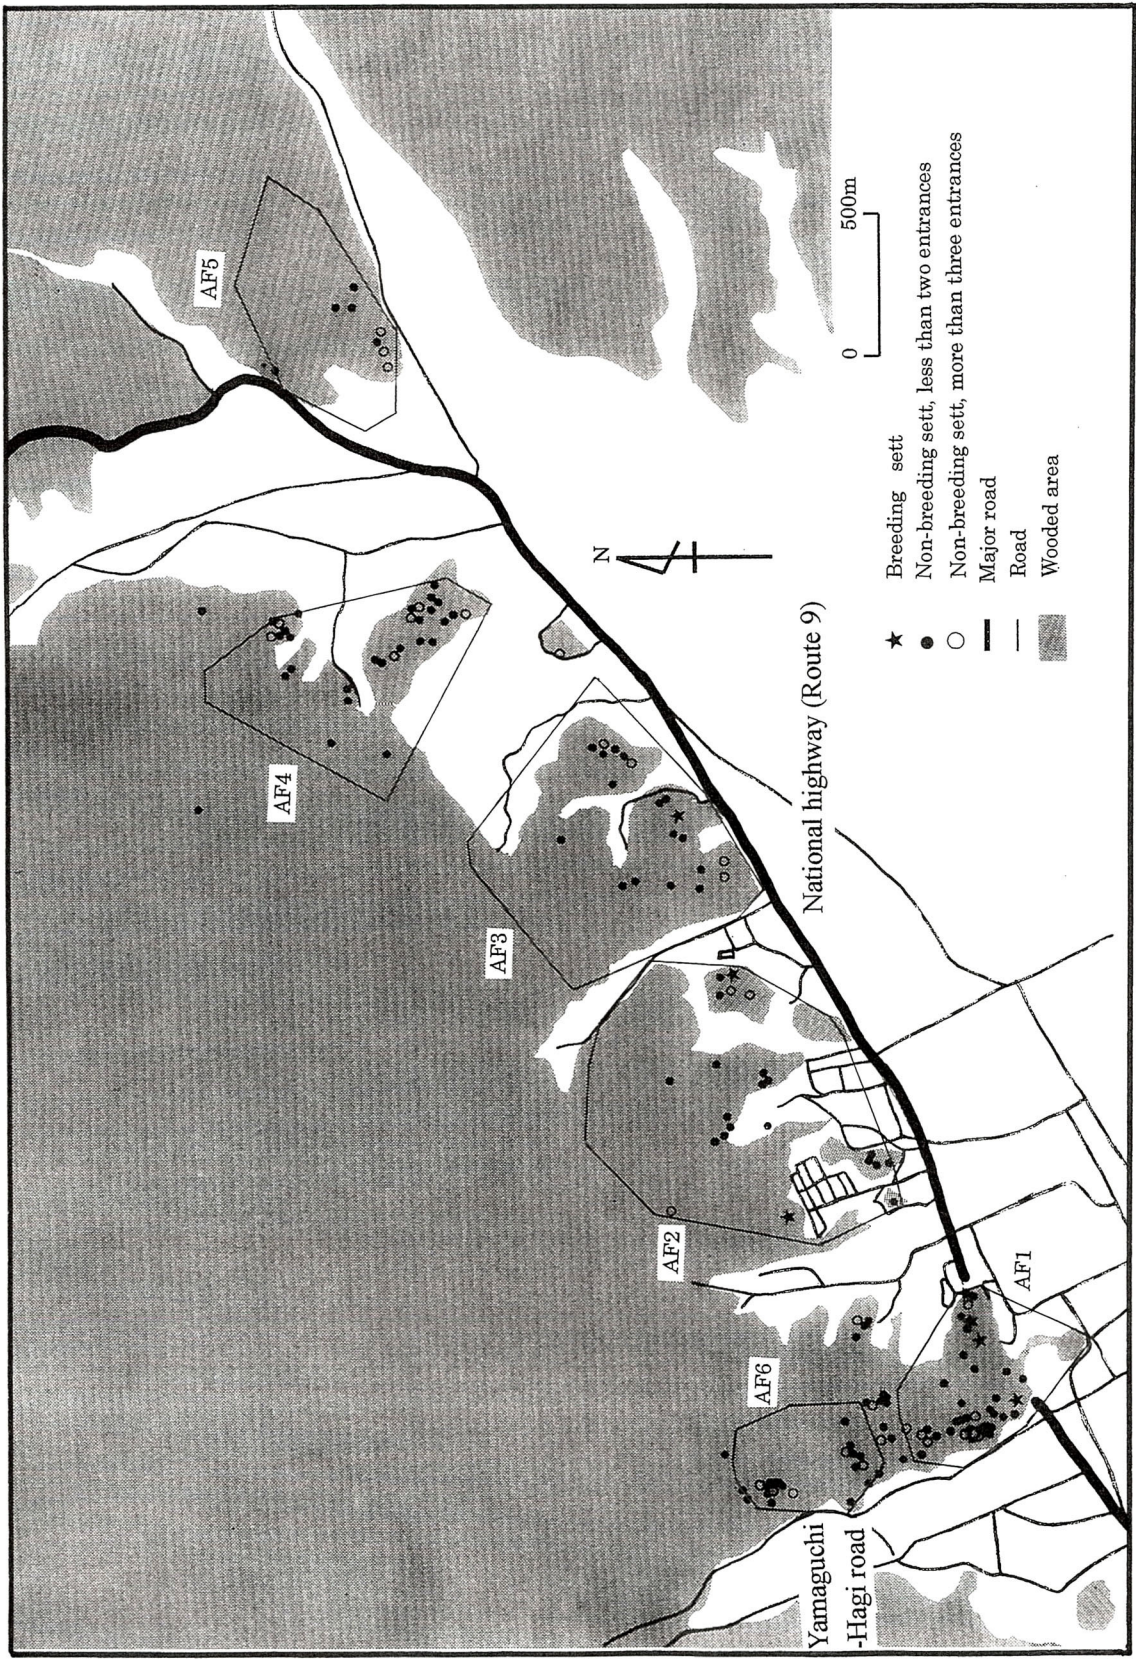 AF5
AF4
AF3
AF2
AF6
AF1
N
National highway (Route 9)
Yamaguchi
-Hagi road
0 500m
Breeding sett
Non-breeding sett, less than two entrances
Non-breeding sett, more than three entrances
Major road
Road
Wooded area